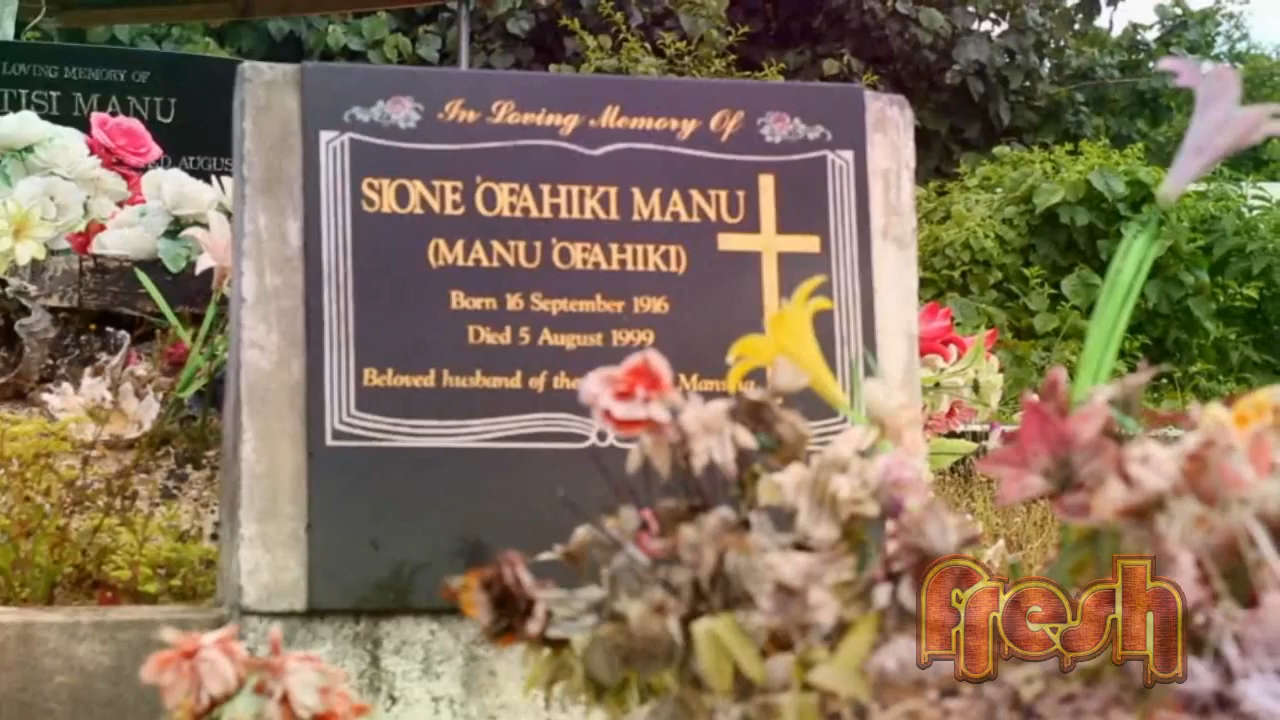 LOVING MEMORY OF
TISI MANU
ED AUGUS
In Loving Memory Of
SIONE 'OFAHIKI MANU
(MANU 'OFAHIKI)
Born 16 September 1916
Died 5 August 1999
Beloved husband of the
fresh